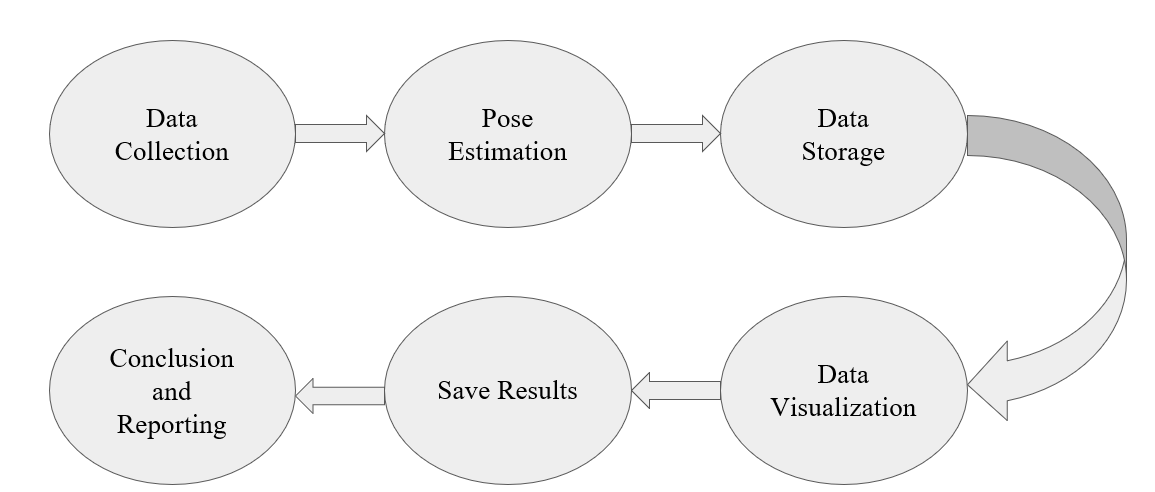 Data
Collection
Pose
Estimation
Data
Storage
Data
Visualization
Save Results
Conclusion
and
Reporting